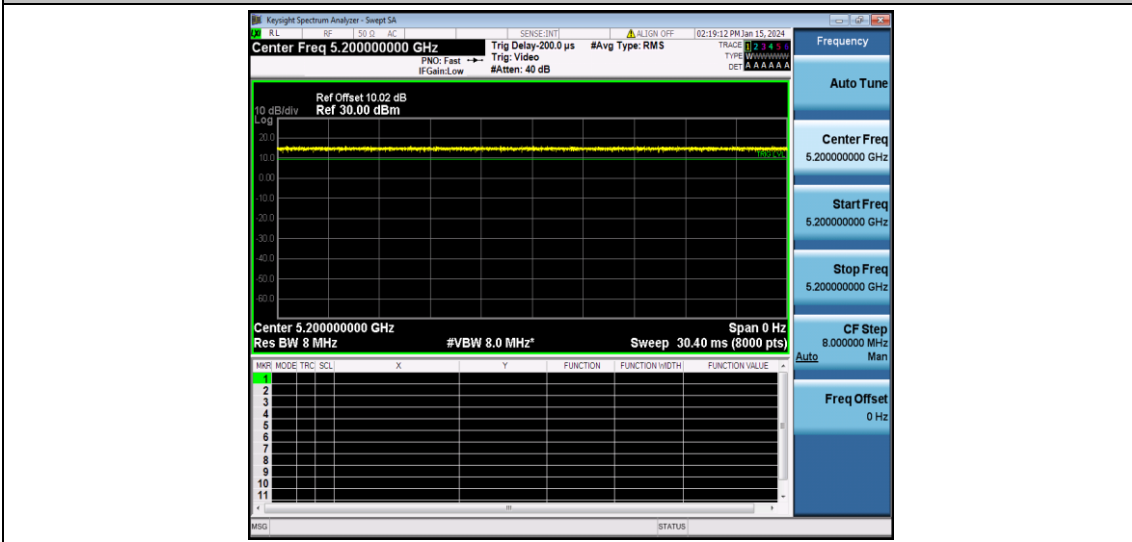 Keysight Spectrum Analyzer - Swept SA
RL RF 50 Ω AC SENSE:INT ALIGN OFF 02:19:12 PM Jan 15, 2024
Center Freq 5.200000000 GHz
PNO: Fast
IFGain:Low
Trig Delay-200.0 µs
Trig: Video
#Atten: 40 dB
#Avg Type: RMS
TRACE 1 2 3 4 5 6
TYPE WWWWWW
DET A A A A A A
Ref Offset 10.02 dB
10 dB/div Ref 30.00 dBm
Log
20.0
10.0
0.00
-10.0
-20.0
-30.0
-40.0
-50.0
-60.0
TRIG LVL
Center 5.200000000 GHz Span 0 Hz
Res BW 8 MHz #VBW 8.0 MHz* Sweep 30.40 ms (8000 pts)
MKR MODE TRC SCL X Y FUNCTION FUNCTION WIDTH FUNCTION VALUE
1
2
3
4
5
6
7
8
9
10
11
MSG STATUS
Frequency
Auto Tune
Center Freq
5.200000000 GHz
Start Freq
5.200000000 GHz
Stop Freq
5.200000000 GHz
CF Step
8.000000 MHz
Auto Man
Freq Offset
0 Hz